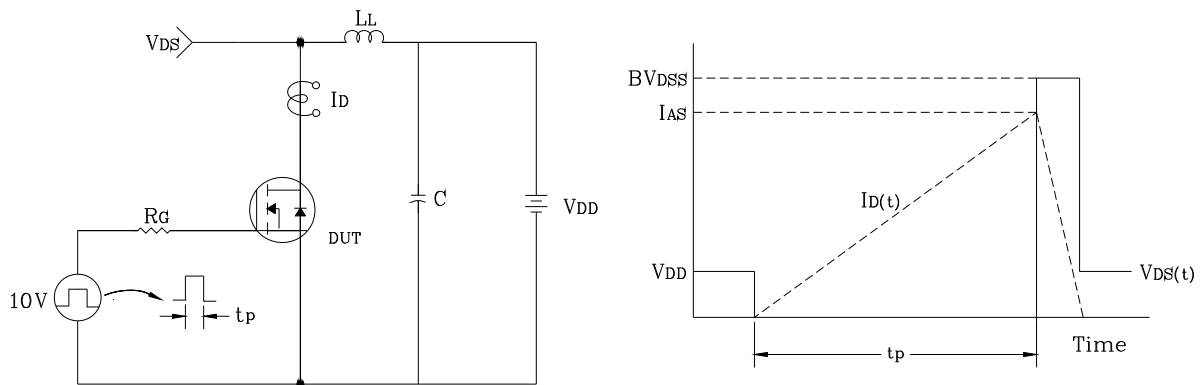 LL
VDS
ID
C
VDD
RG
DUT
10V
tp
BVDSS
IAS
ID(t)
VDD
VDS(t)
tp
Time